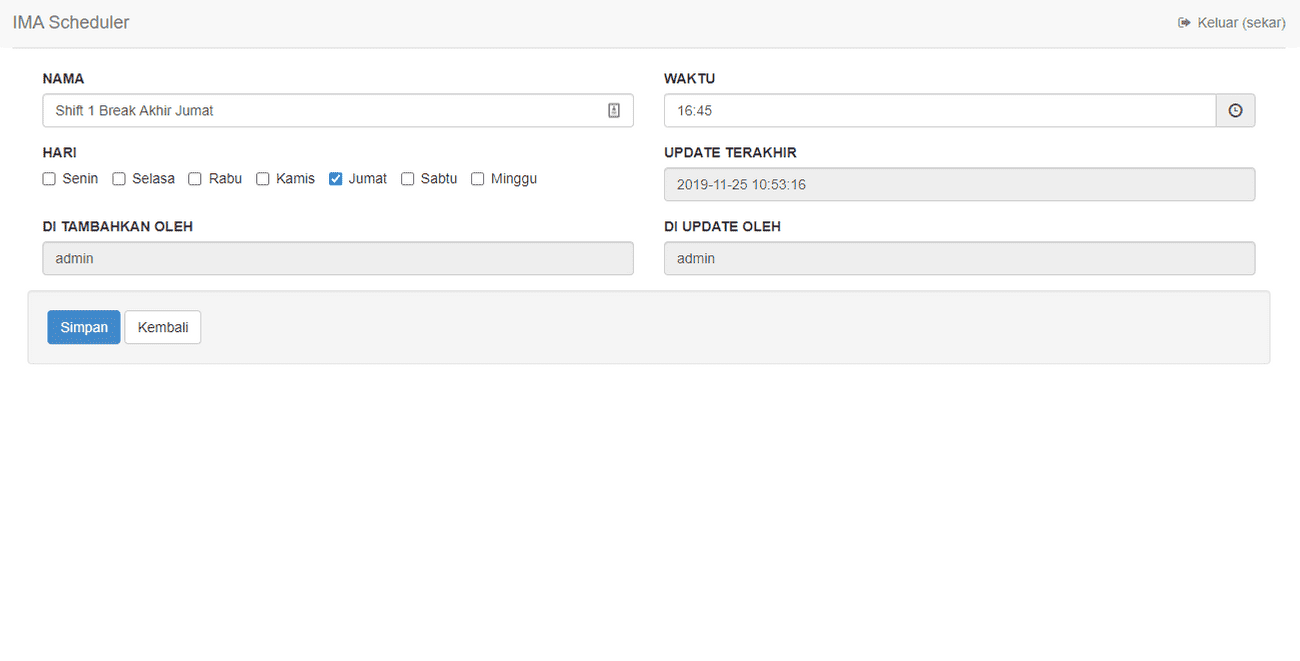 IMA Scheduler
Keluar (sekar)
NAMA
Shift 1 Break Akhir Jumat
WAKTU
16:45
HARI
Senin Selasa Rabu Kamis Jumat Sabtu Minggu
UPDATE TERAKHIR
2019-11-25 10:53:16
DI TAMBAHKAN OLEH
admin
DI UPDATE OLEH
admin
Simpan Kembali